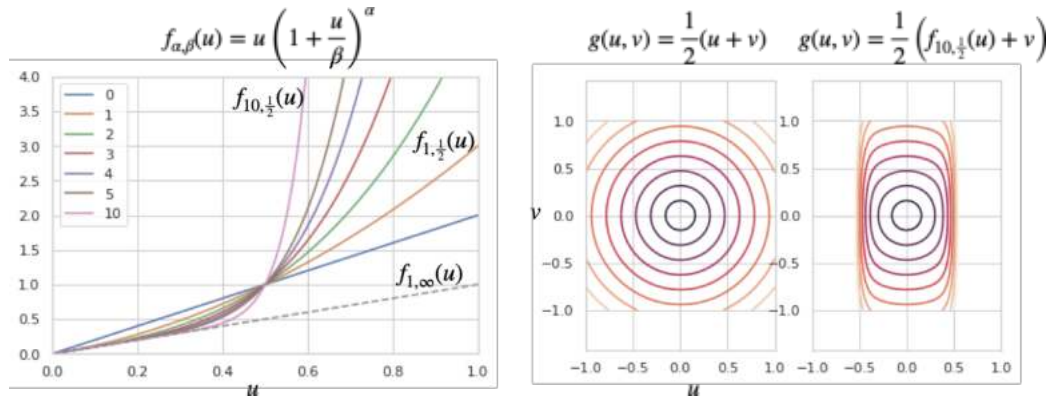 f_{α,β}(u) = u (1 + u/β)^α
4.0
3.5
3.0
2.5
2.0
1.5
1.0
0.5
0.0
0
1
2
3
4
5
10
f_{10,1/2}(u)
f_{1,1/2}(u)
f_{1,∞}(u)
0.0 0.2 0.4 0.6 0.8 1.0
u
g(u, v) = 1/2 (u + v)
1.0
0.5
0.0
−0.5
−1.0
v
−1.0 −0.5 0.0 0.5 1.0
u
g(u, v) = 1/2 (f_{10,1/2}(u) + v)
1.0
0.5
0.0
−0.5
−1.0
−1.0 −0.5 0.0 0.5 1.0